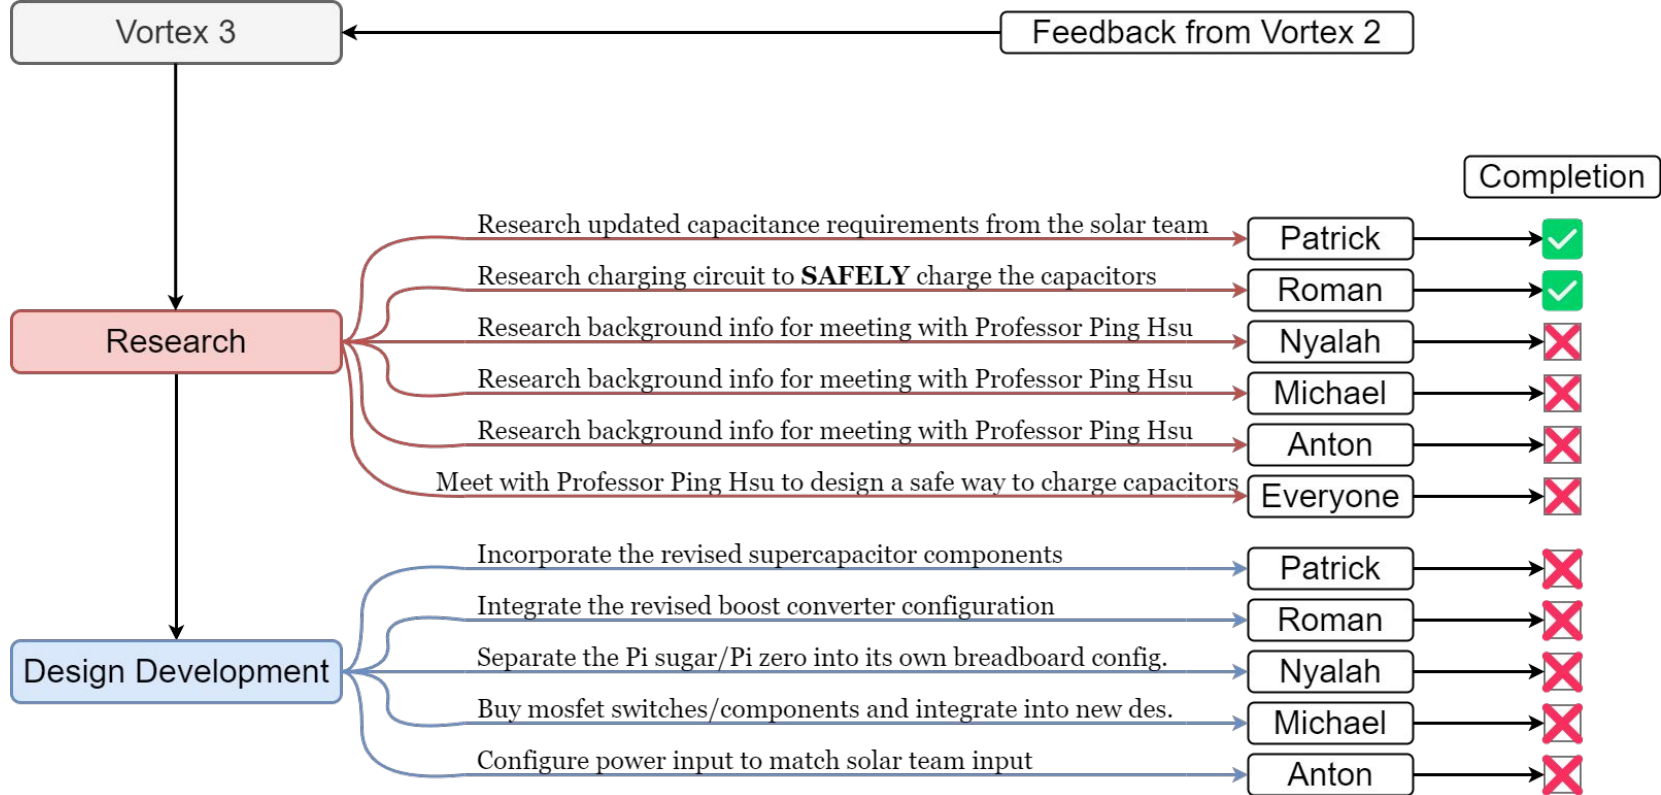 Vortex 3
Feedback from Vortex 2
Completion
Research updated capacitance requirements from the solar team
Patrick
Research charging circuit to SAFELY charge the capacitors
Roman
Research
Research background info for meeting with Professor Ping Hsu
Nyalah
Research background info for meeting with Professor Ping Hsu
Michael
Research background info for meeting with Professor Ping Hsu
Anton
Meet with Professor Ping Hsu to design a safe way to charge capacitors
Everyone
Incorporate the revised supercapacitor components
Patrick
Integrate the revised boost converter configuration
Roman
Design Development
Separate the Pi sugar/Pi zero into its own breadboard config.
Nyalah
Buy mosfet switches/components and integrate into new des.
Michael
Configure power input to match solar team input
Anton